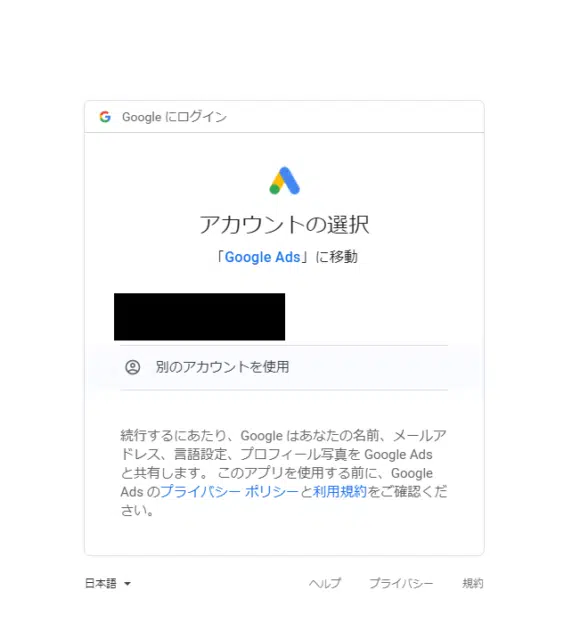 Google にログイン
アカウントの選択
「Google Ads」に移動
別のアカウントを使用
続行するにあたり、Google はあなたの名前、メールア
ドレス、言語設定、プロフィール写真を Google Ads
と共有します。 このアプリを使用する前に、Google
Ads のプライバシー ポリシーと利用規約をご確認くだ
さい。
日本語
ヘルプ プライバシー 規約